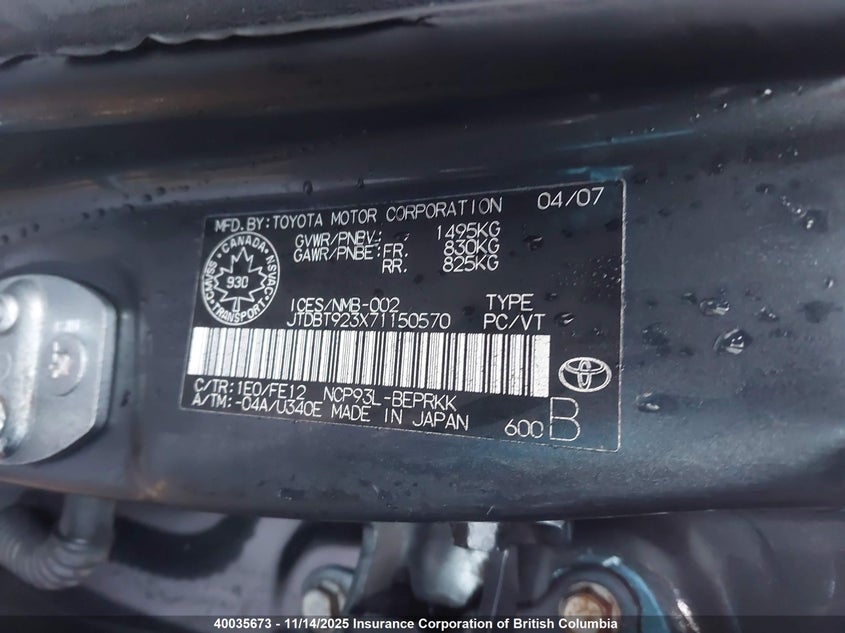 MFD.BY:TOYOTA MOTOR CORPORATION 04/07
GVWR/PNBV: 1495KG
GAWR/PNBE FR. 830KG
RR. 825KG
CANADA
CMVSS NSVAC
930
TRANSPORT
ICES/NMB-002 TYPE
JTDBT923X71150570 PC/VT
C/TR:1E0/FE12 NCP93L-BEPRKK
A/TM:-04A/U340E MADE IN JAPAN
600 B
40035673 - 11/14/2025 Insurance Corporation of British Columbia